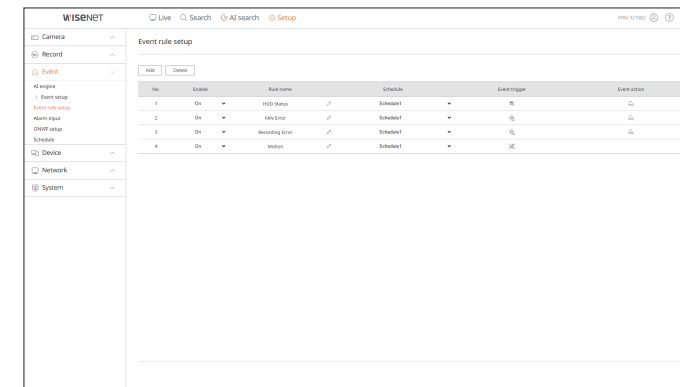 WISENET
Live Search AI search Setup
Camera
Record
Event
AI engine
> Event setup
Event rule setup
Alarm input
ONVIF setup
Schedule
Device
Network
System
Event rule setup
Add Delete
No. Enable Rule name Schedule Event trigger Event action
1 On HDD Status Schedule1
2 On FAN Error Schedule1
3 On Recording Error Schedule1
4 On Motion Schedule1